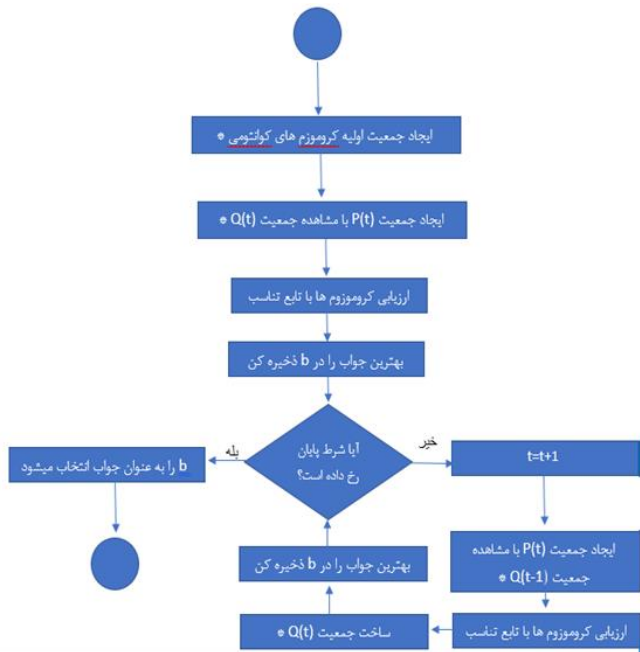 ایجاد جمعیت اولیه کروموزم های کوانتومی *
ایجاد جمعیت P(t) با مشاهده جمعیت Q(t) *
ارزیابی کروموزوم ها با تابع تناسب
بهترین جواب را در b ذخیره کن
آیا شرط پایان
رخ داده است؟
بله
خیر
b را به عنوان جواب انتخاب میشود
t=t+1
ایجاد جمعیت P(t) با مشاهده
جمعیت Q(t-1) *
ارزیابی کروموزوم ها با تابع تناسب
ساخت جمعیت Q(t) *
بهترین جواب را در b ذخیره کن